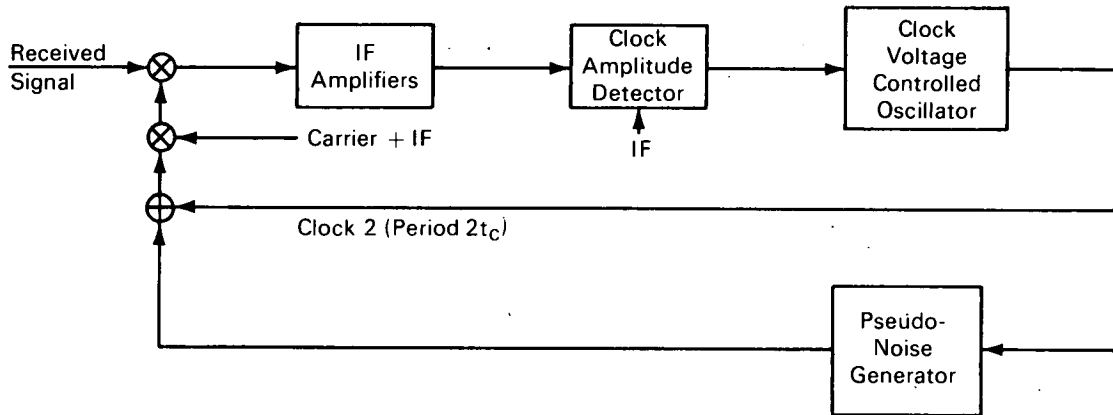 Received
Signal
IF
Amplifiers
Clock
Amplitude
Detector
Clock
Voltage
Controlled
Oscillator
Carrier + IF
IF
Clock 2 (Period 2tc)
Pseudo-
Noise
Generator